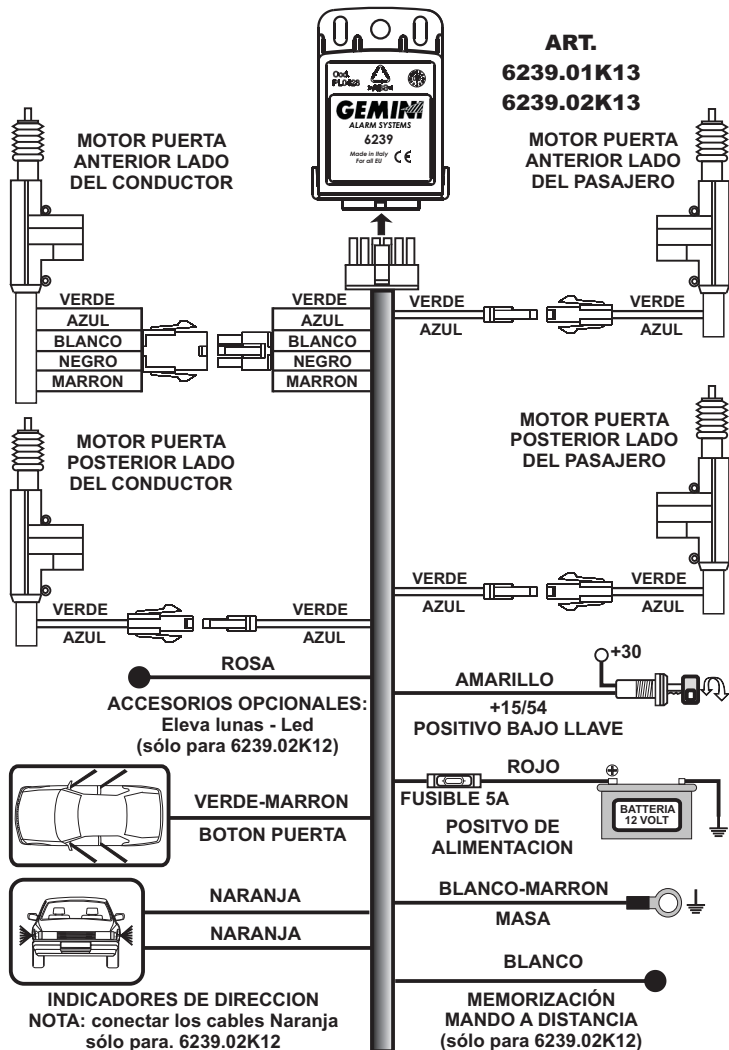 ART.
6239.01K13
6239.02K13
Cod.
PL0628
GEMINI
ALARM SYSTEMS
6239
Made in Italy
For all EU
CE
MOTOR PUERTA
ANTERIOR LADO
DEL CONDUCTOR
MOTOR PUERTA
ANTERIOR LADO
DEL PASAJERO
VERDE
AZUL
BLANCO
NEGRO
MARRON
VERDE
AZUL
BLANCO
NEGRO
MARRON
VERDE
AZUL
VERDE
AZUL
MOTOR PUERTA
POSTERIOR LADO
DEL CONDUCTOR
MOTOR PUERTA
POSTERIOR LADO
DEL PASAJERO
VERDE
AZUL
VERDE
AZUL
VERDE
AZUL
VERDE
AZUL
ROSA
ACCESORIOS OPCIONALES:
Eleva lunas - Led
(sólo para 6239.02K12)
+30
AMARILLO
+15/54
POSITIVO BAJO LLAVE
VERDE-MARRON
BOTON PUERTA
ROJO
FUSIBLE 5A
POSITVO DE
ALIMENTACION
BATTERIA
12 VOLT
NARANJA
NARANJA
INDICADORES DE DIRECCION
NOTA: conectar los cables Naranja
sólo para. 6239.02K12
BLANCO-MARRON
MASA
BLANCO
MEMORIZACIÓN
MANDO A DISTANCIA
(sólo para 6239.02K12)